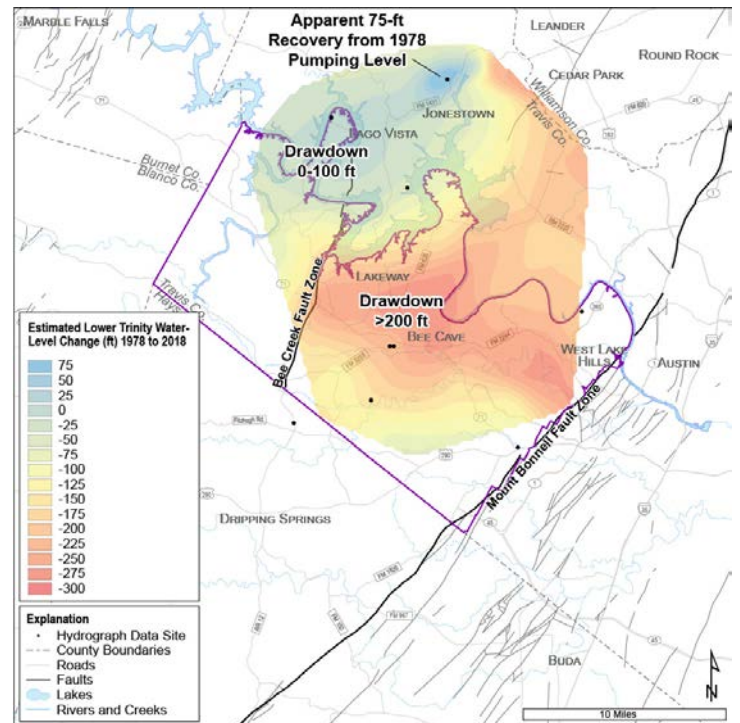 MARBLE FALLS
Apparent 75-ft
Recovery from 1978
Pumping Level
LEANDER
ROUND ROCK
CEDAR PARK
Williamson Co.
Travis Co.
JONESTOWN
LAGO VISTA
Drawdown
0-100 ft
Burnet Co.
Blanco Co.
Travis Co.
Hays
Bee Creek Fault Zone
LAKEWAY
Drawdown
>200 ft
BEE CAVE
WEST LAKE
HILLS
AUSTIN
Mount Bonnell Fault Zone
Fitzhugh Rd.
DRIPPING SPRINGS
BUDA
Estimated Lower Trinity Water-
Level Change (ft) 1978 to 2018
75
50
25
0
-25
-50
-75
-100
-125
-150
-175
-200
-225
-250
-275
-300
Explanation
Hydrograph Data Site
County Boundaries
Roads
Faults
Lakes
Rivers and Creeks
N
10 Miles